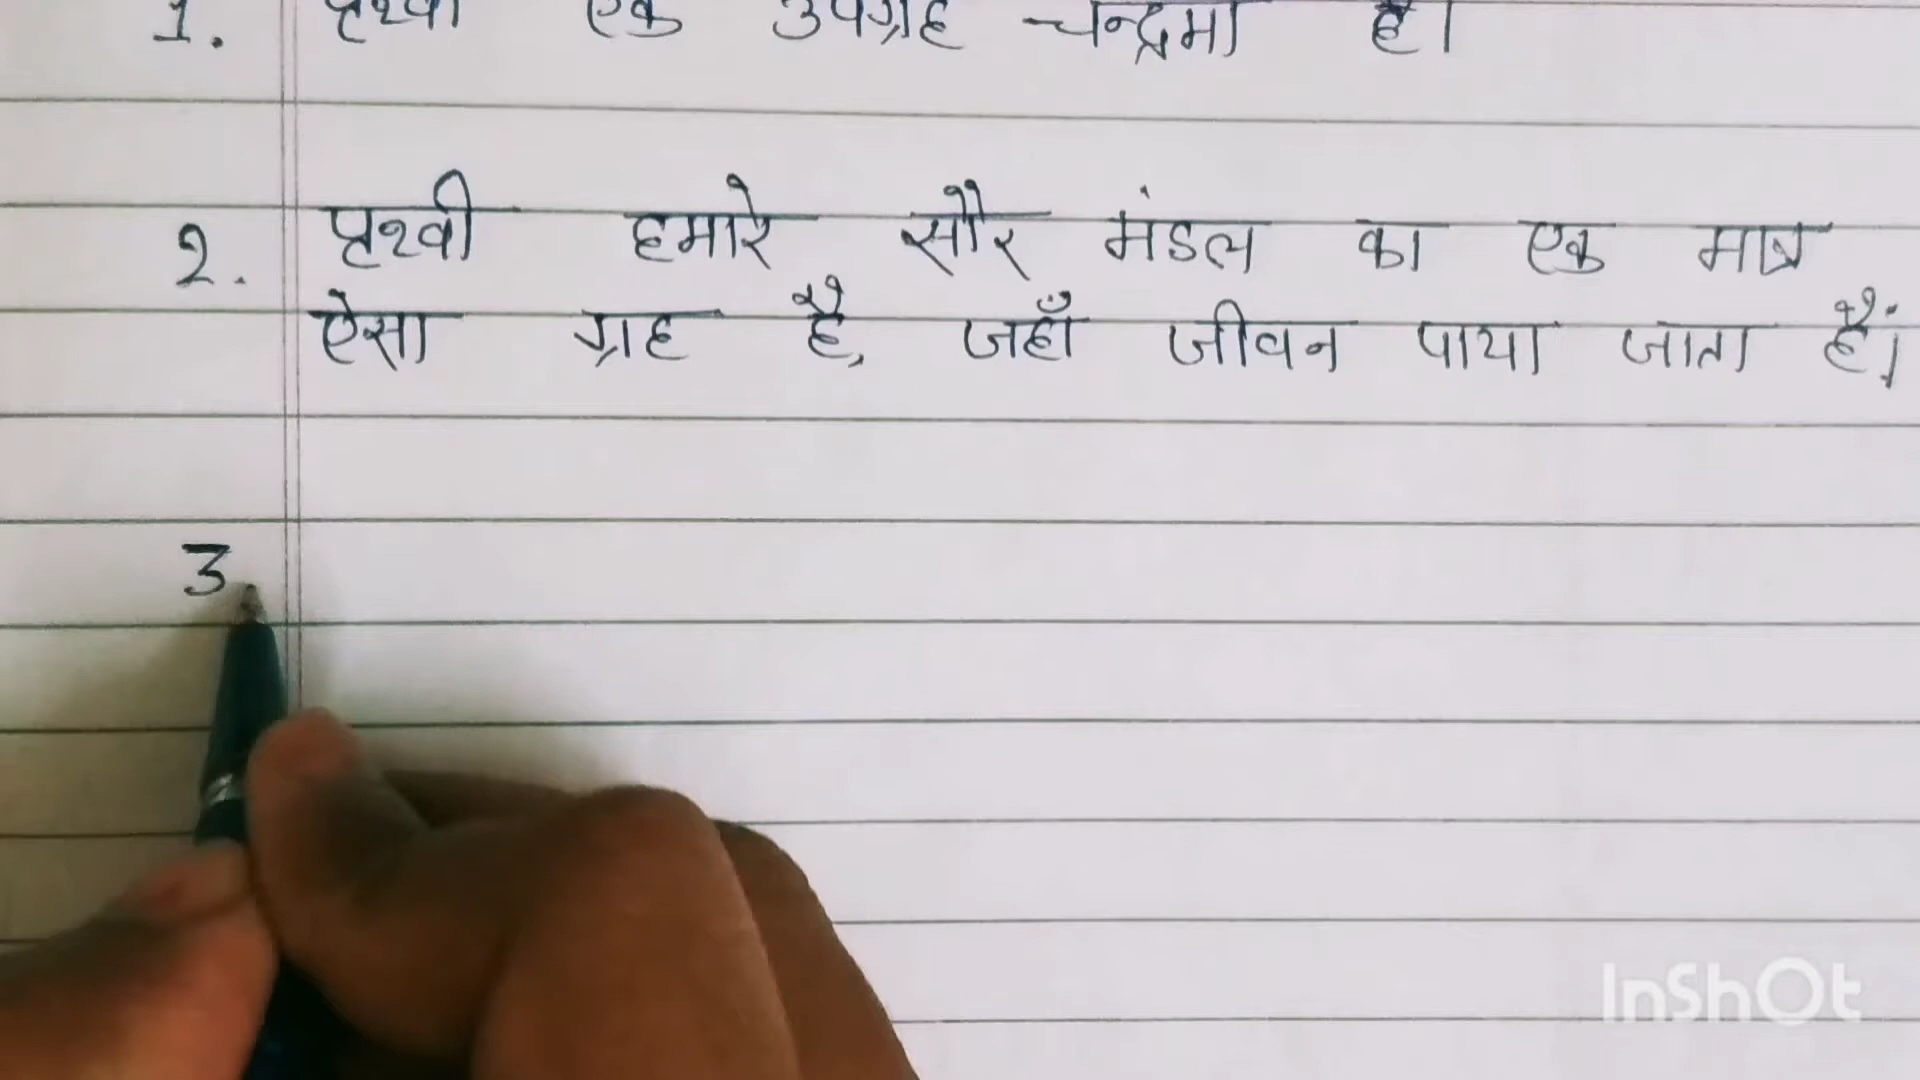 1. पृथ्वी एक उपग्रह चन्द्रमा है।
2. पृथ्वी हमारे सौर मंडल का एक मात्र
ऐसा ग्रह है, जहाँ जीवन पाया जाता हैं।
3.
InShOt